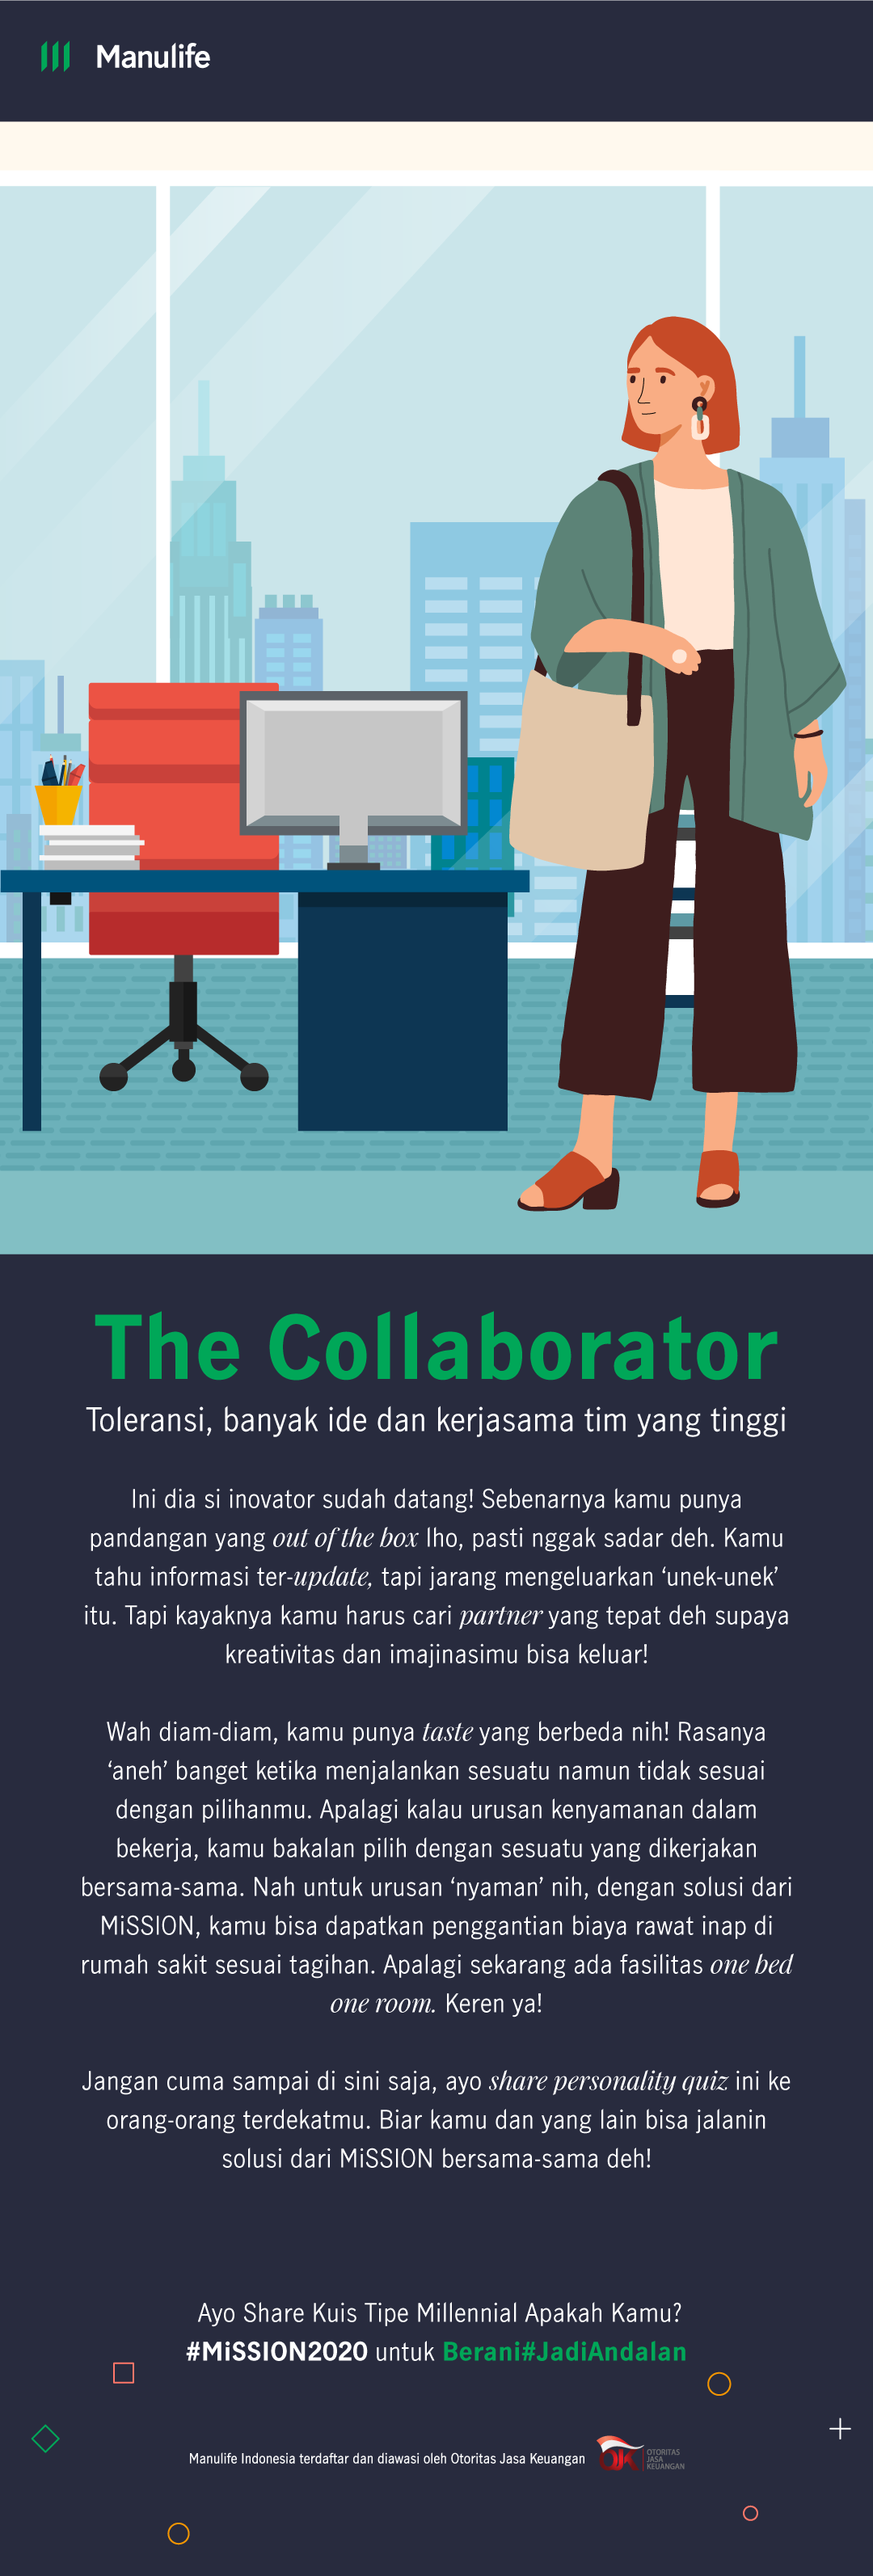 Manulife
The Collaborator
Toleransi, banyak ide dan kerjasama tim yang tinggi
Ini dia si inovator sudah datang! Sebenarnya kamu punya
pandangan yang out of the box lho, pasti nggak sadar deh. Kamu
tahu informasi ter-update, tapi jarang mengeluarkan ‘unek-unek’
itu. Tapi kayaknya kamu harus cari partner yang tepat deh supaya
kreativitas dan imajinasimu bisa keluar!
Wah diam-diam, kamu punya taste yang berbeda nih! Rasanya
‘aneh’ banget ketika menjalankan sesuatu namun tidak sesuai
dengan pilihanmu. Apalagi kalau urusan kenyamanan dalam
bekerja, kamu bakalan pilih dengan sesuatu yang dikerjakan
bersama-sama. Nah untuk urusan ‘nyaman’ nih, dengan solusi dari
MiSSION, kamu bisa dapatkan penggantian biaya rawat inap di
rumah sakit sesuai tagihan. Apalagi sekarang ada fasilitas one bed
one room. Keren ya!
Jangan cuma sampai di sini saja, ayo share personality quiz ini ke
orang-orang terdekatmu. Biar kamu dan yang lain bisa jalanin
solusi dari MiSSION bersama-sama deh!
Ayo Share Kuis Tipe Millennial Apakah Kamu?
#MiSSION2020 untuk Berani#JadiAndalan
Manulife Indonesia terdaftar dan diawasi oleh Otoritas Jasa Keuangan
OJK
OTORITAS
JASA
KEUANGAN